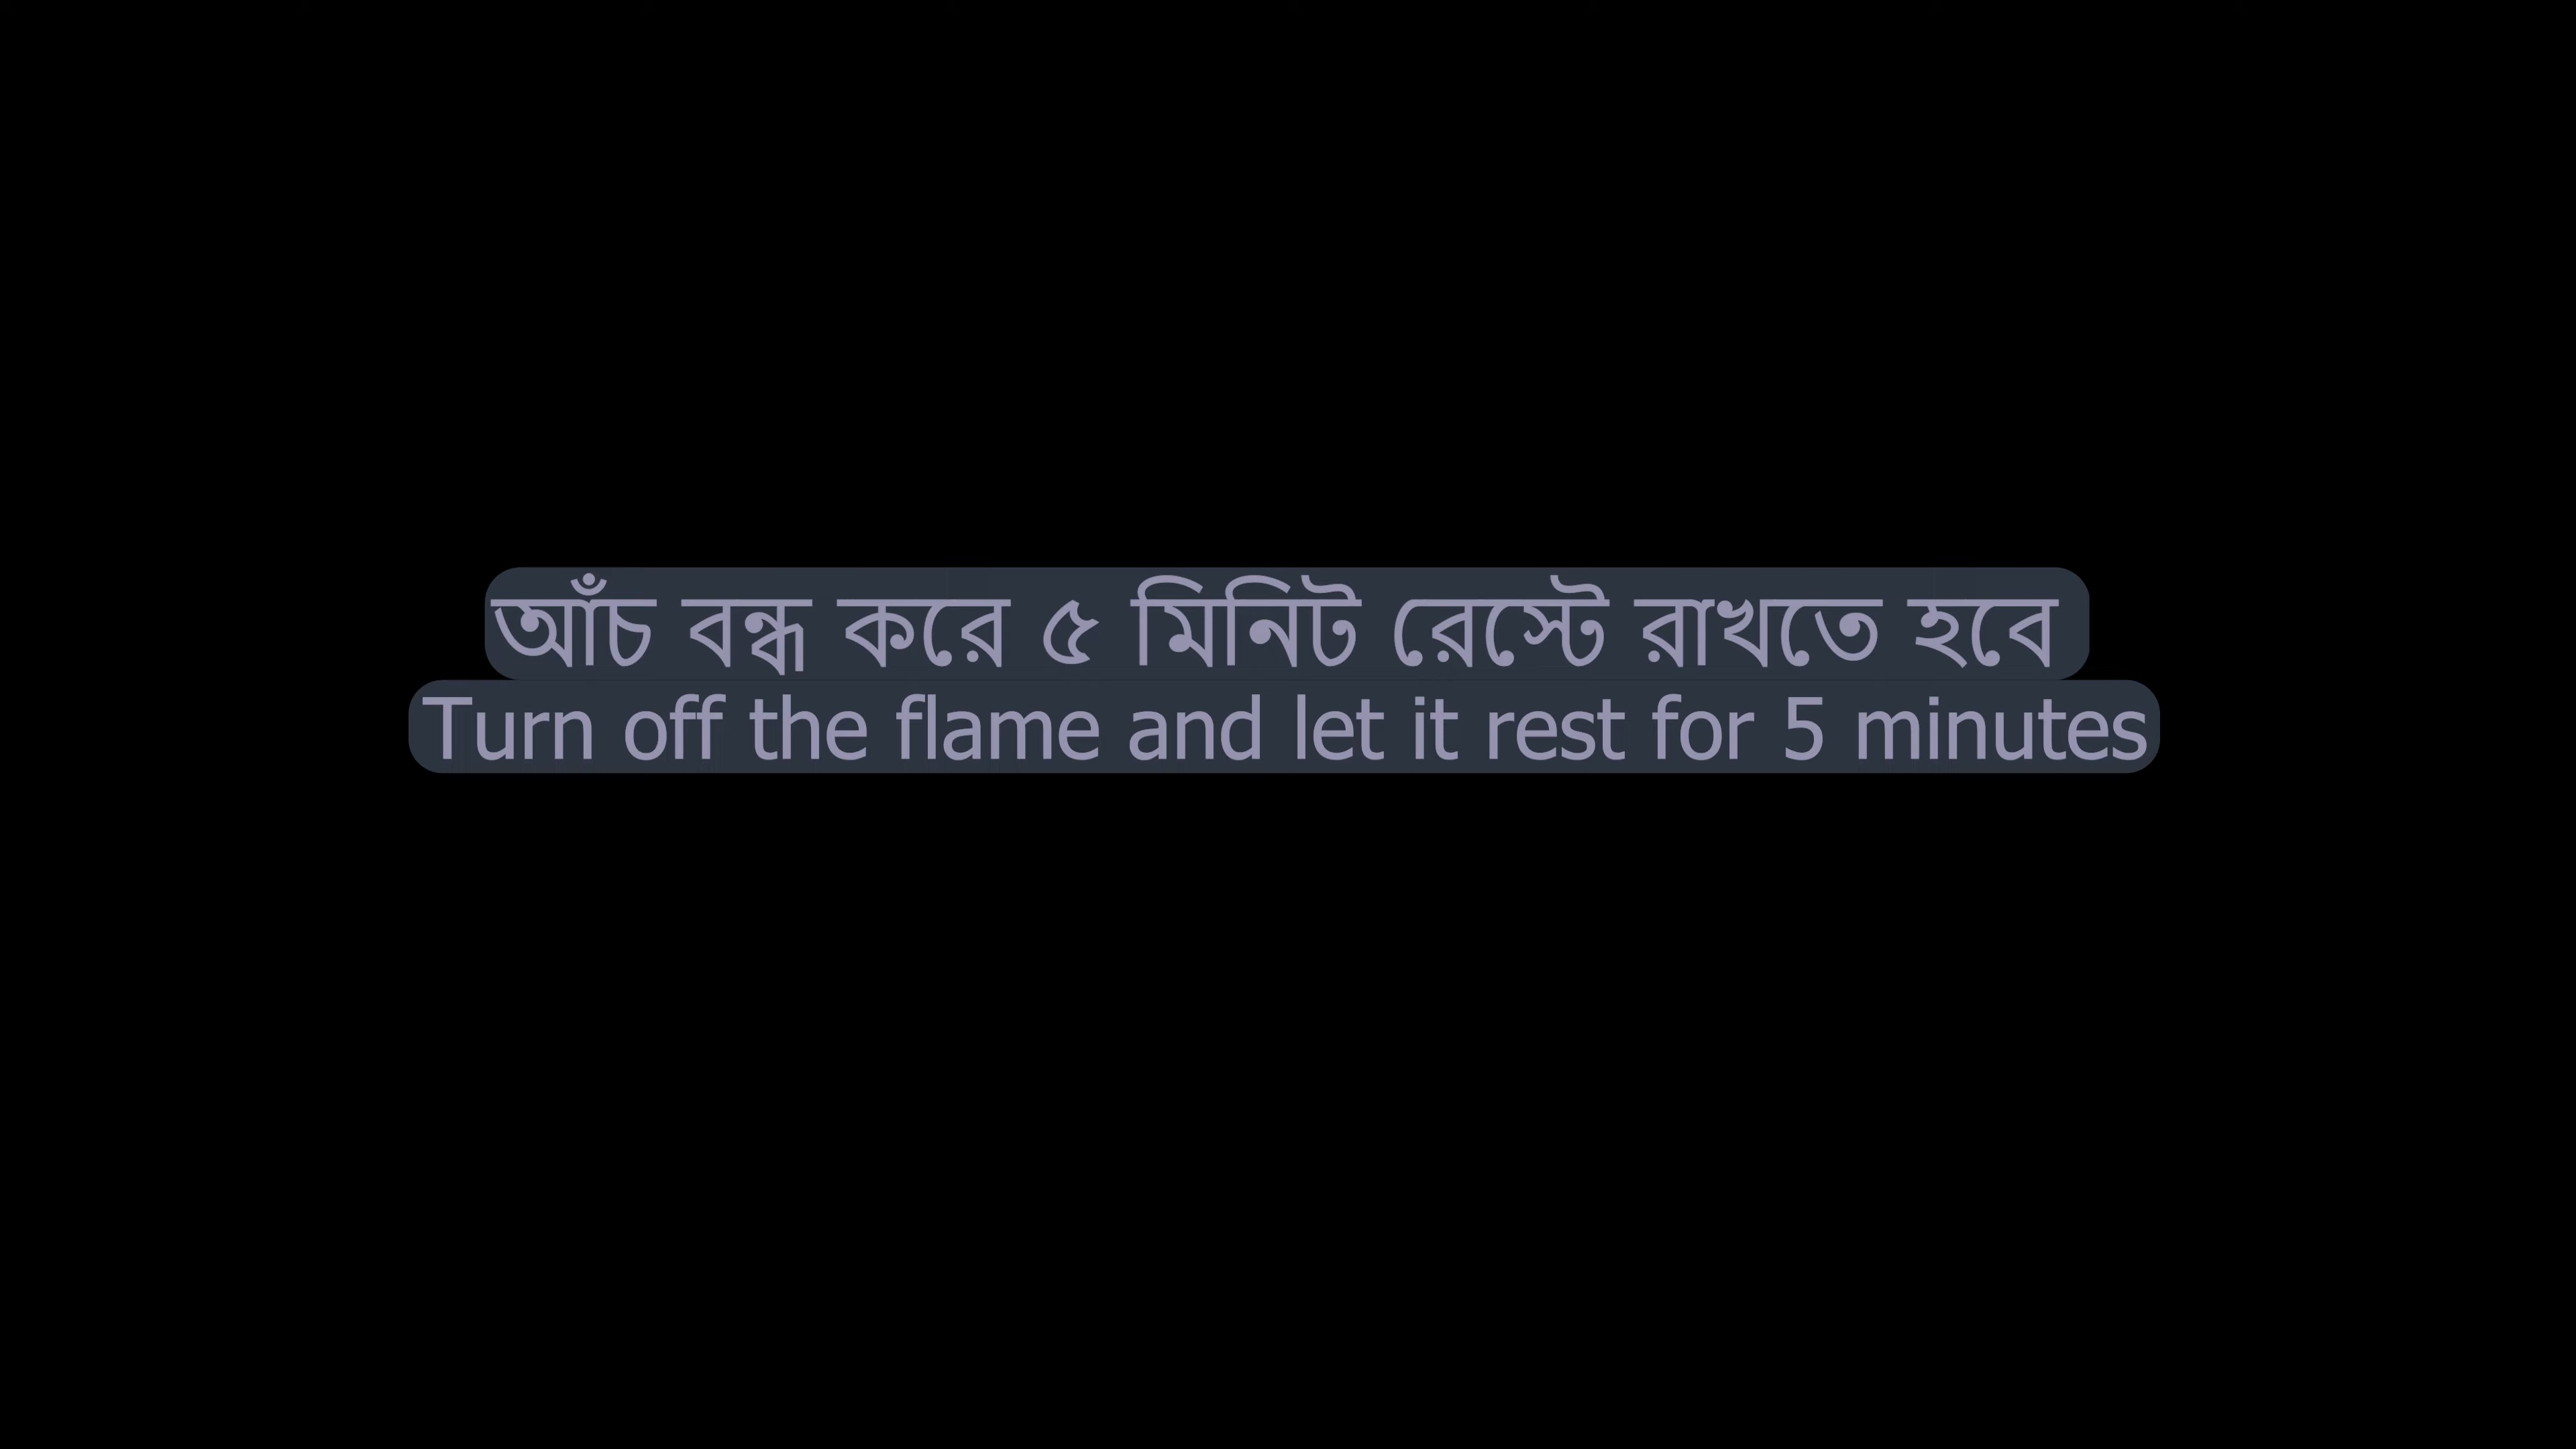 আঁচ বন্ধ করে ৫ মিনিট রেস্টে রাখতে হবে
Turn off the flame and let it rest for 5 minutes